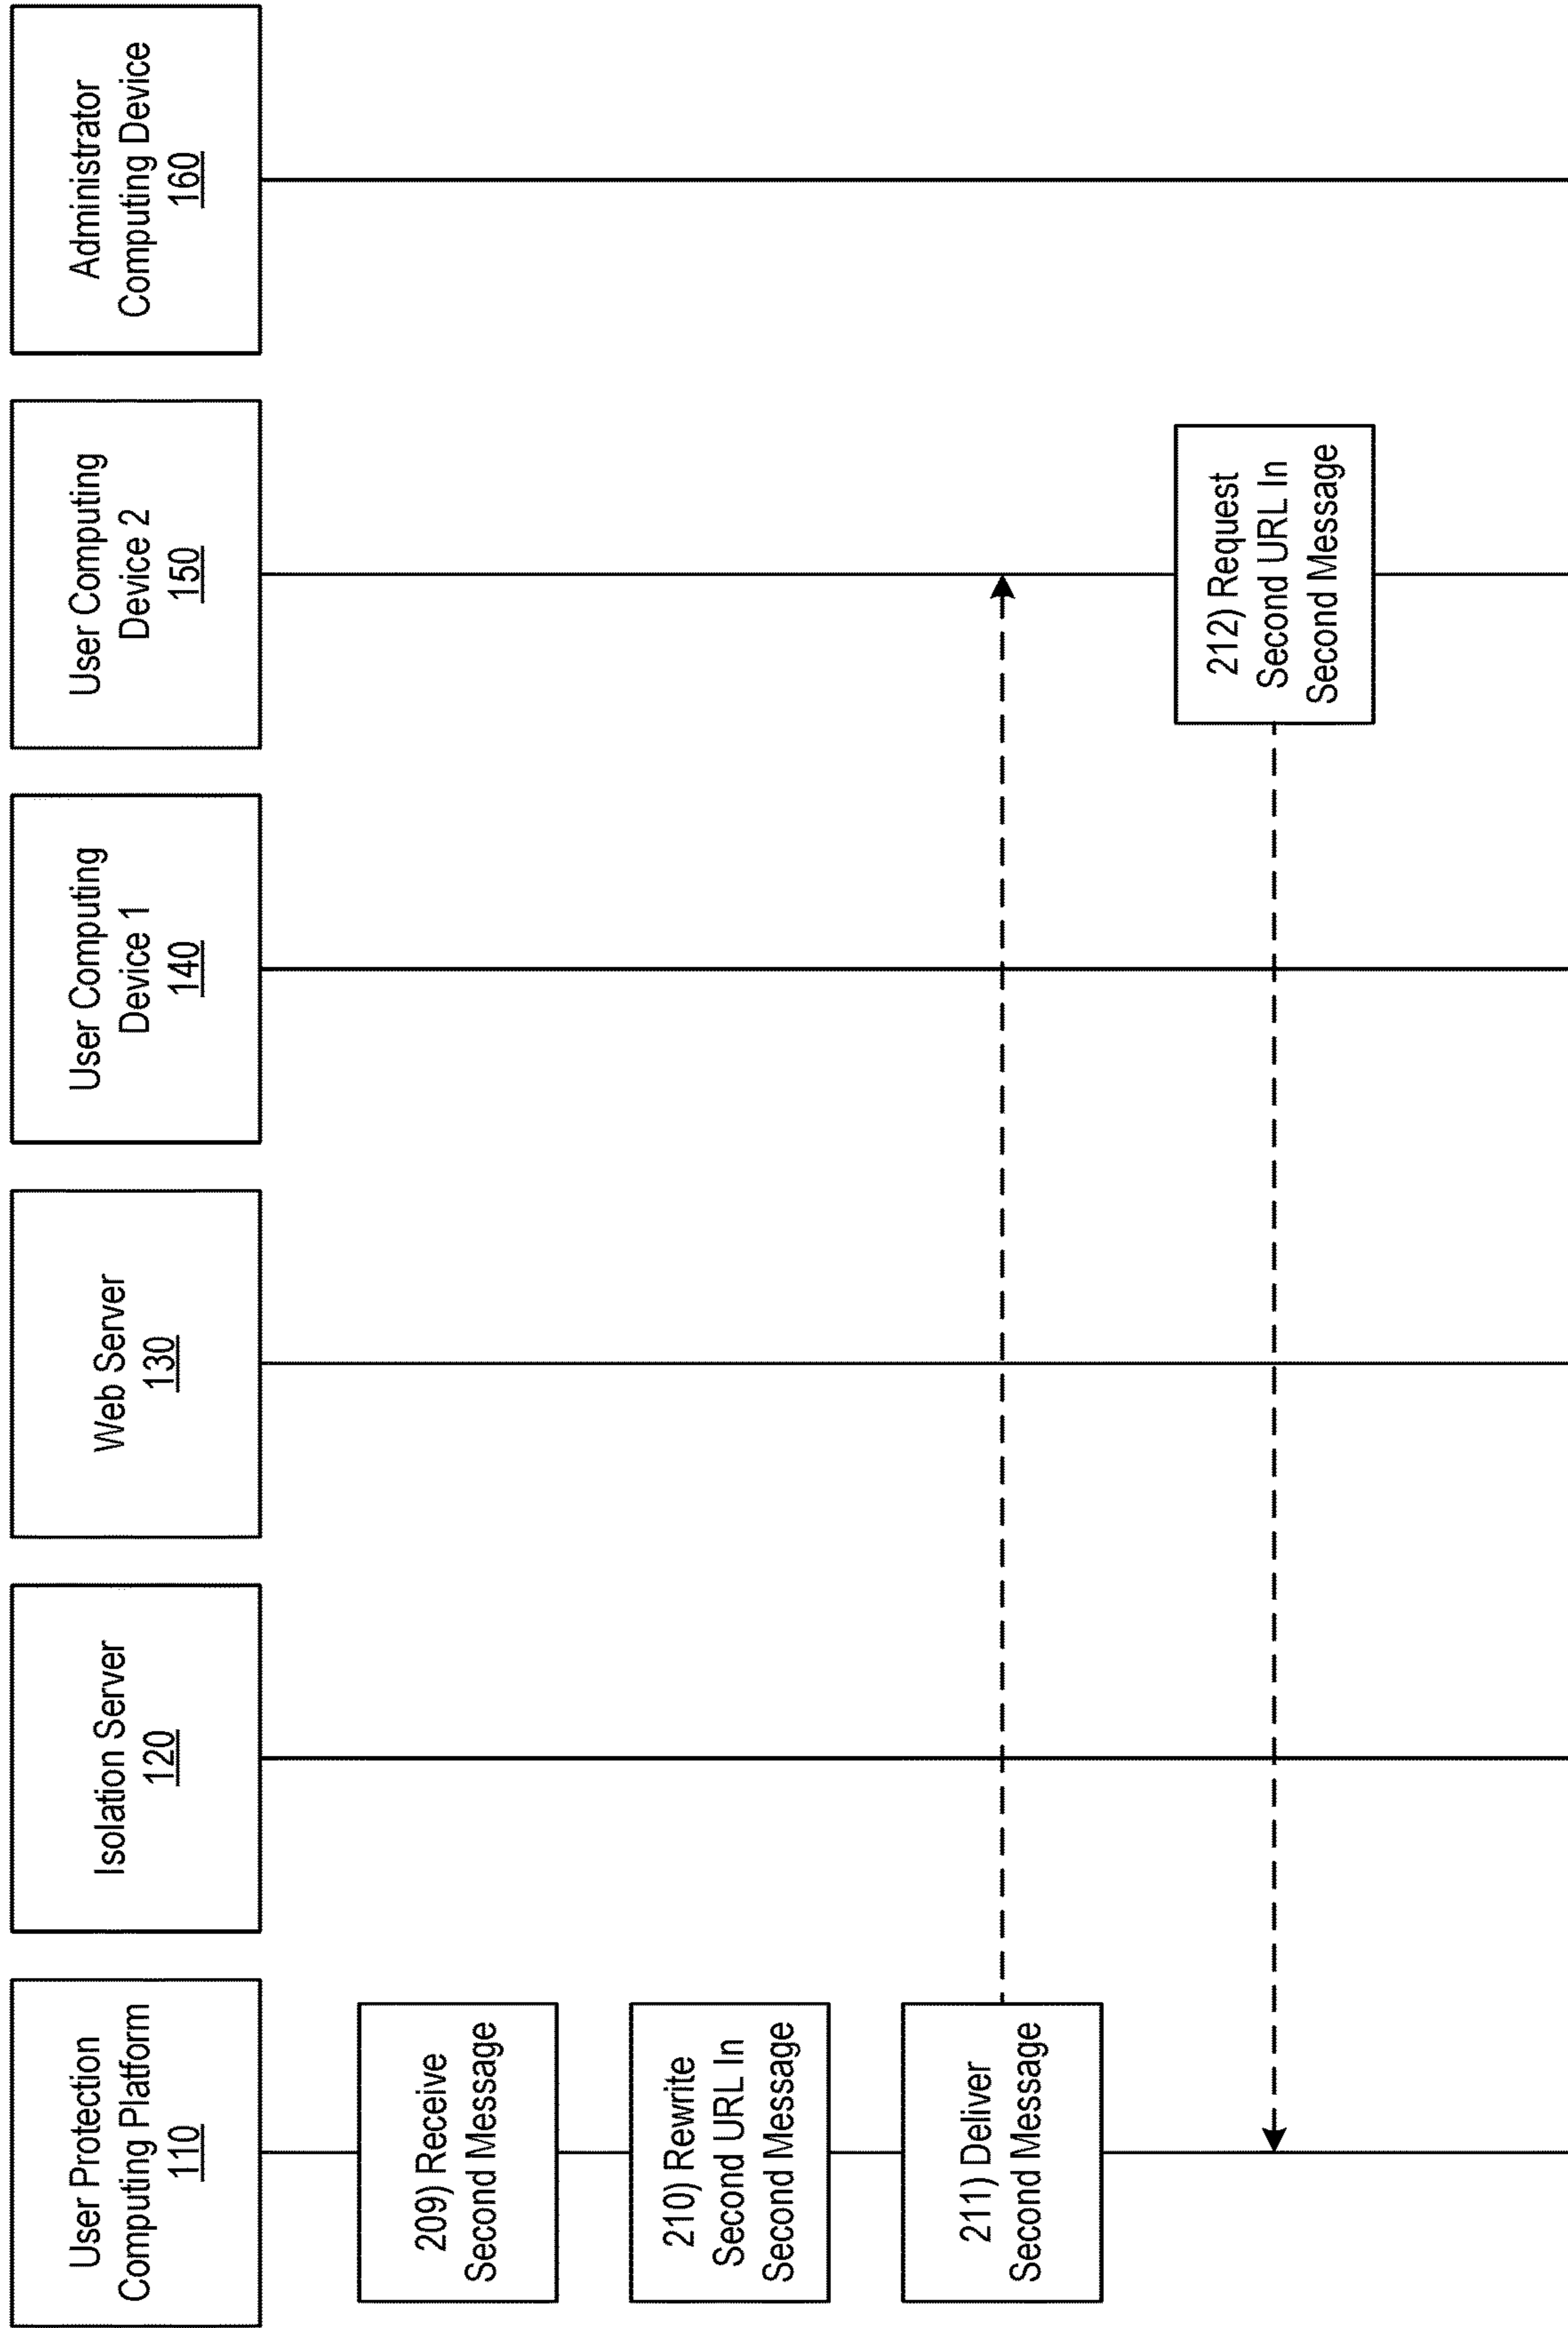 User Protection
Computing Platform
110
Isolation Server
120
Web Server
130
User Computing
Device 1
140
User Computing
Device 2
150
Administrator
Computing Device
160
209) Receive
Second Message
210) Rewrite
Second URL In
Second Message
211) Deliver
Second Message
212) Request
Second URL In
Second Message